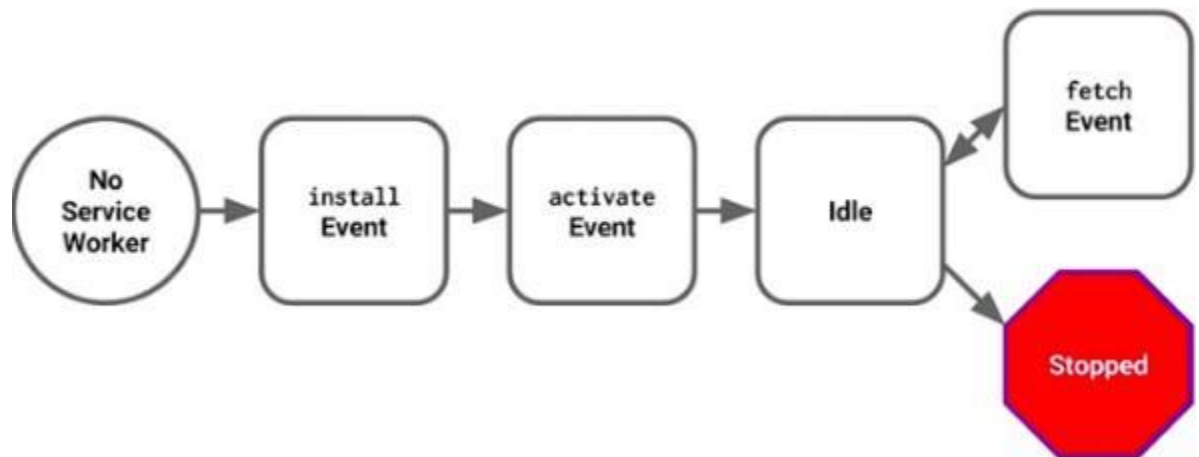 No
Service
Worker
install
Event
activate
Event
Idle
fetch
Event
Stopped